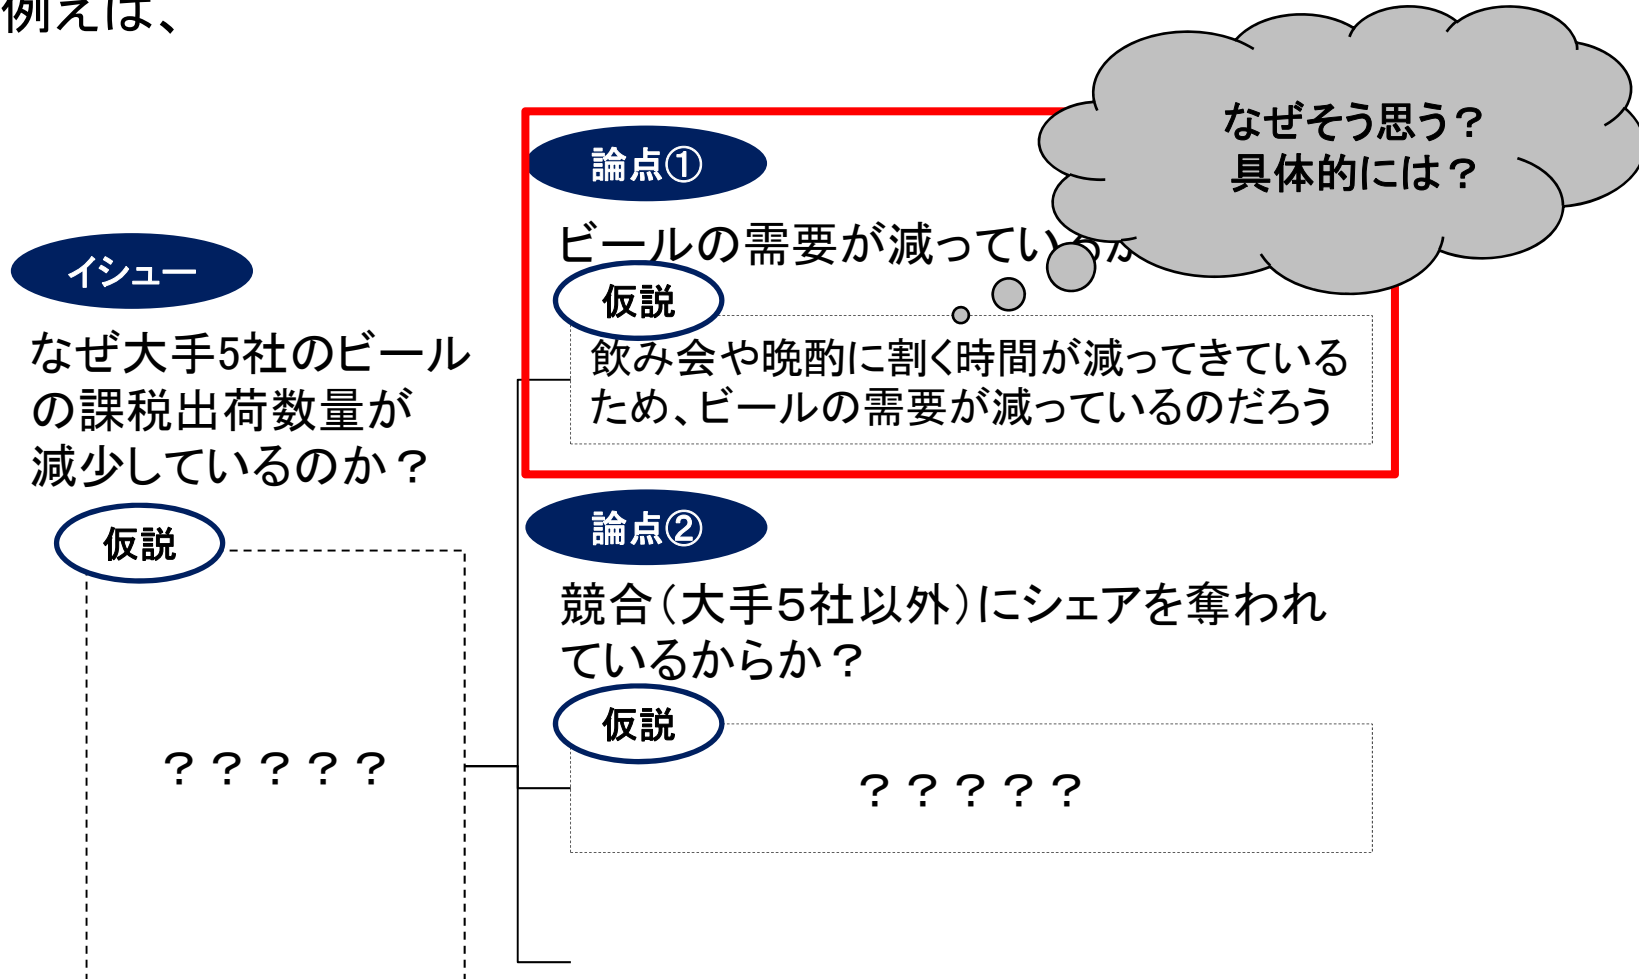 例えば、
なぜそう思う？
具体的には？
論点①
ビールの需要が減っているか
仮説
飲み会や晩酌に割く時間が減ってきている
ため、ビールの需要が減っているのだろう
イシュー
なぜ大手5社のビール
の課税出荷数量が
減少しているのか？
仮説
？？？？？
論点②
競合（大手５社以外）にシェアを奪われ
ているからか？
仮説
？？？？？